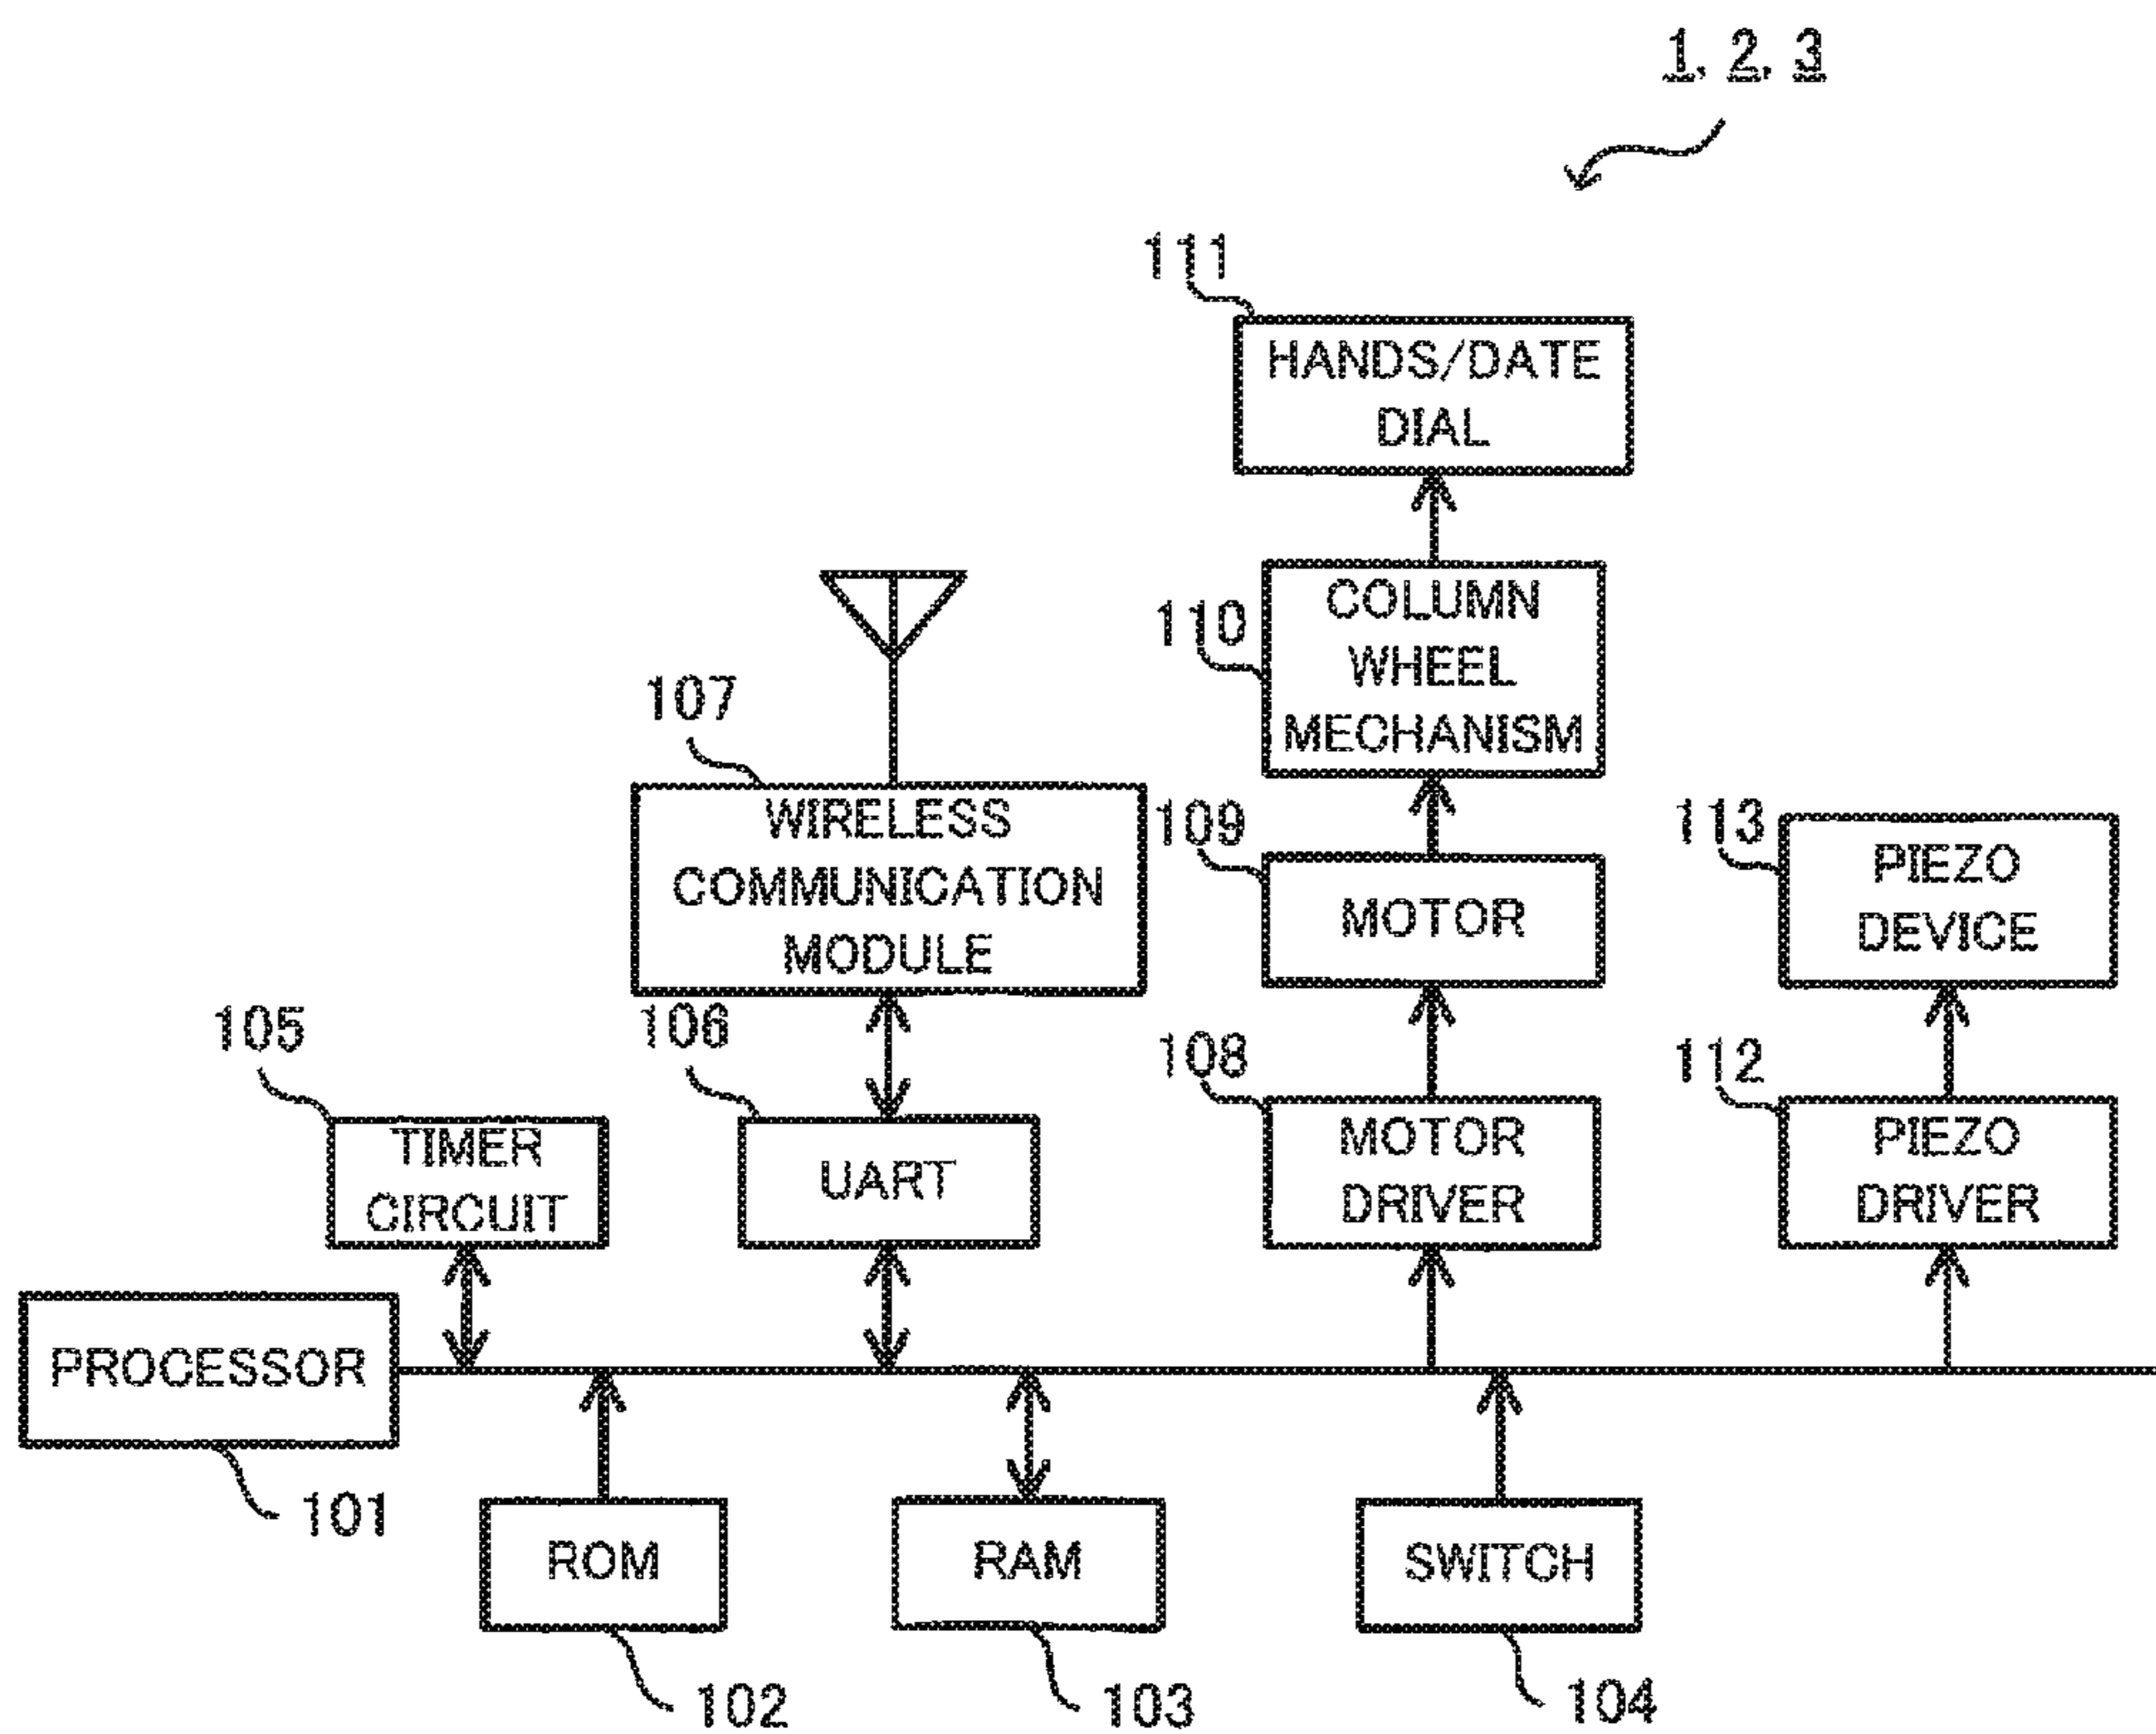 1, 2, 3
111
HANDS/DATE
DIAL
110
COLUMN
WHEEL
MECHANISM
107
WIRELESS
COMMUNICATION
MODULE
109
MOTOR
113
PIEZO
DEVICE
105
TIMER
CIRCUIT
106
UART
108
MOTOR
DRIVER
112
PIEZO
DRIVER
PROCESSOR
101
ROM
102
RAM
103
SWITCH
104